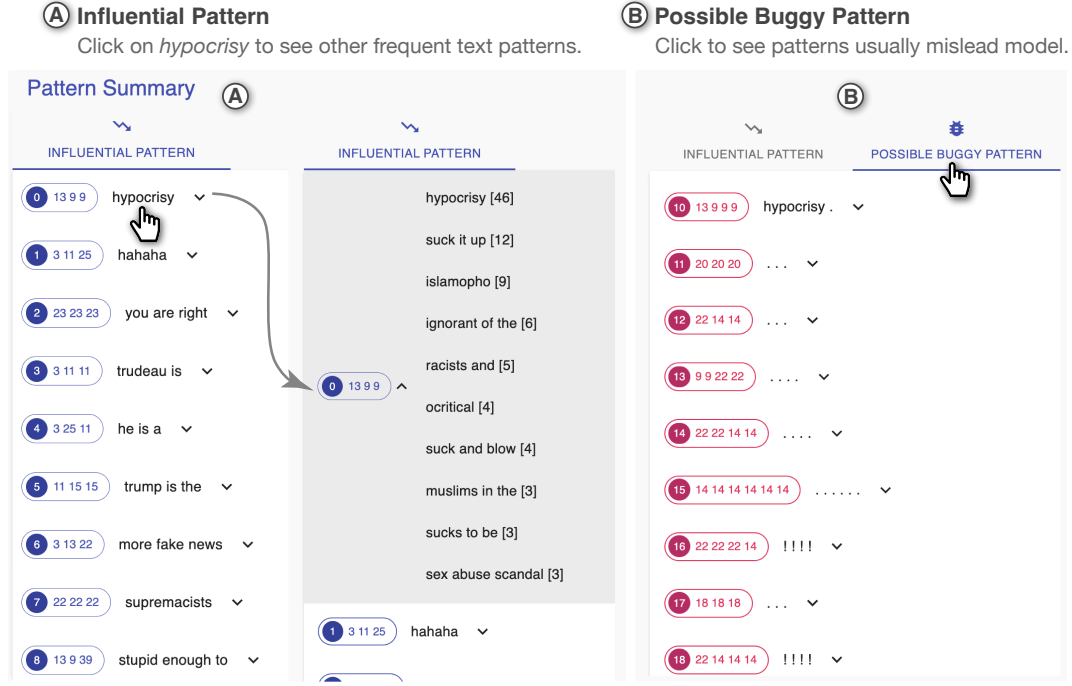 A Influential Pattern
Click on hypocrisy to see other frequent text patterns.
B Possible Buggy Pattern
Click to see patterns usually mislead model.
Pattern Summary
A
INFLUENTIAL PATTERN
0 13 9 9 hypocrisy
1 3 11 25 hahaha
2 23 23 23 you are right
3 3 11 11 trudeau is
4 3 25 11 he is a
5 11 15 15 trump is the
6 3 13 22 more fake news
7 22 22 22 supremacists
8 13 9 39 stupid enough to
INFLUENTIAL PATTERN
hypocrisy [46]
suck it up [12]
islamopho [9]
ignorant of the [6]
racists and [5]
0 13 9 9
ocritical [4]
suck and blow [4]
muslims in the [3]
sucks to be [3]
sex abuse scandal [3]
1 3 11 25 hahaha
B
INFLUENTIAL PATTERN
POSSIBLE BUGGY PATTERN
10 13 9 9 9 hypocrisy .
11 20 20 20 . . .
12 22 14 14 . . .
13 9 9 22 22 . . . .
14 22 22 14 14 . . . .
15 14 14 14 14 14 14 . . . . . .
16 22 22 22 14 ! ! ! !
17 18 18 18 . . .
18 22 14 14 14 ! ! ! !